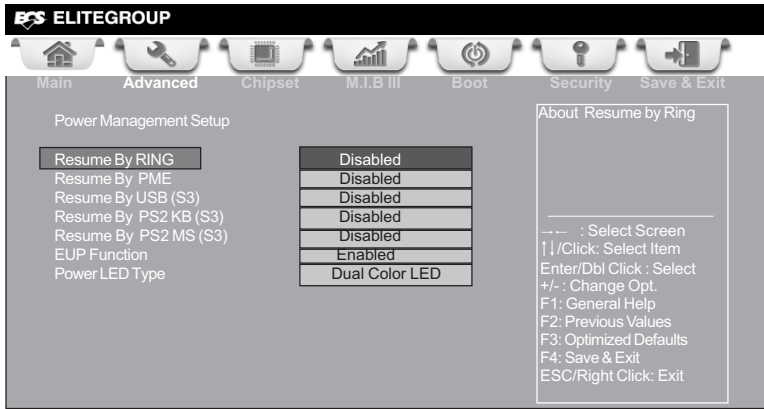 ECS ELITEGROUP
Main Advanced Chipset M.I.B III Boot Security Save & Exit
Power Management Setup
Resume By RING Disabled
Resume By PME Disabled
Resume By USB (S3) Disabled
Resume By PS2 KB (S3) Disabled
Resume By PS2 MS (S3) Disabled
EUP Function Enabled
Power LED Type Dual Color LED
About Resume by Ring
→← : Select Screen
↑↓/Click: Select Item
Enter/Dbl Click : Select
+/- : Change Opt.
F1: General Help
F2: Previous Values
F3: Optimized Defaults
F4: Save & Exit
ESC/Right Click: Exit